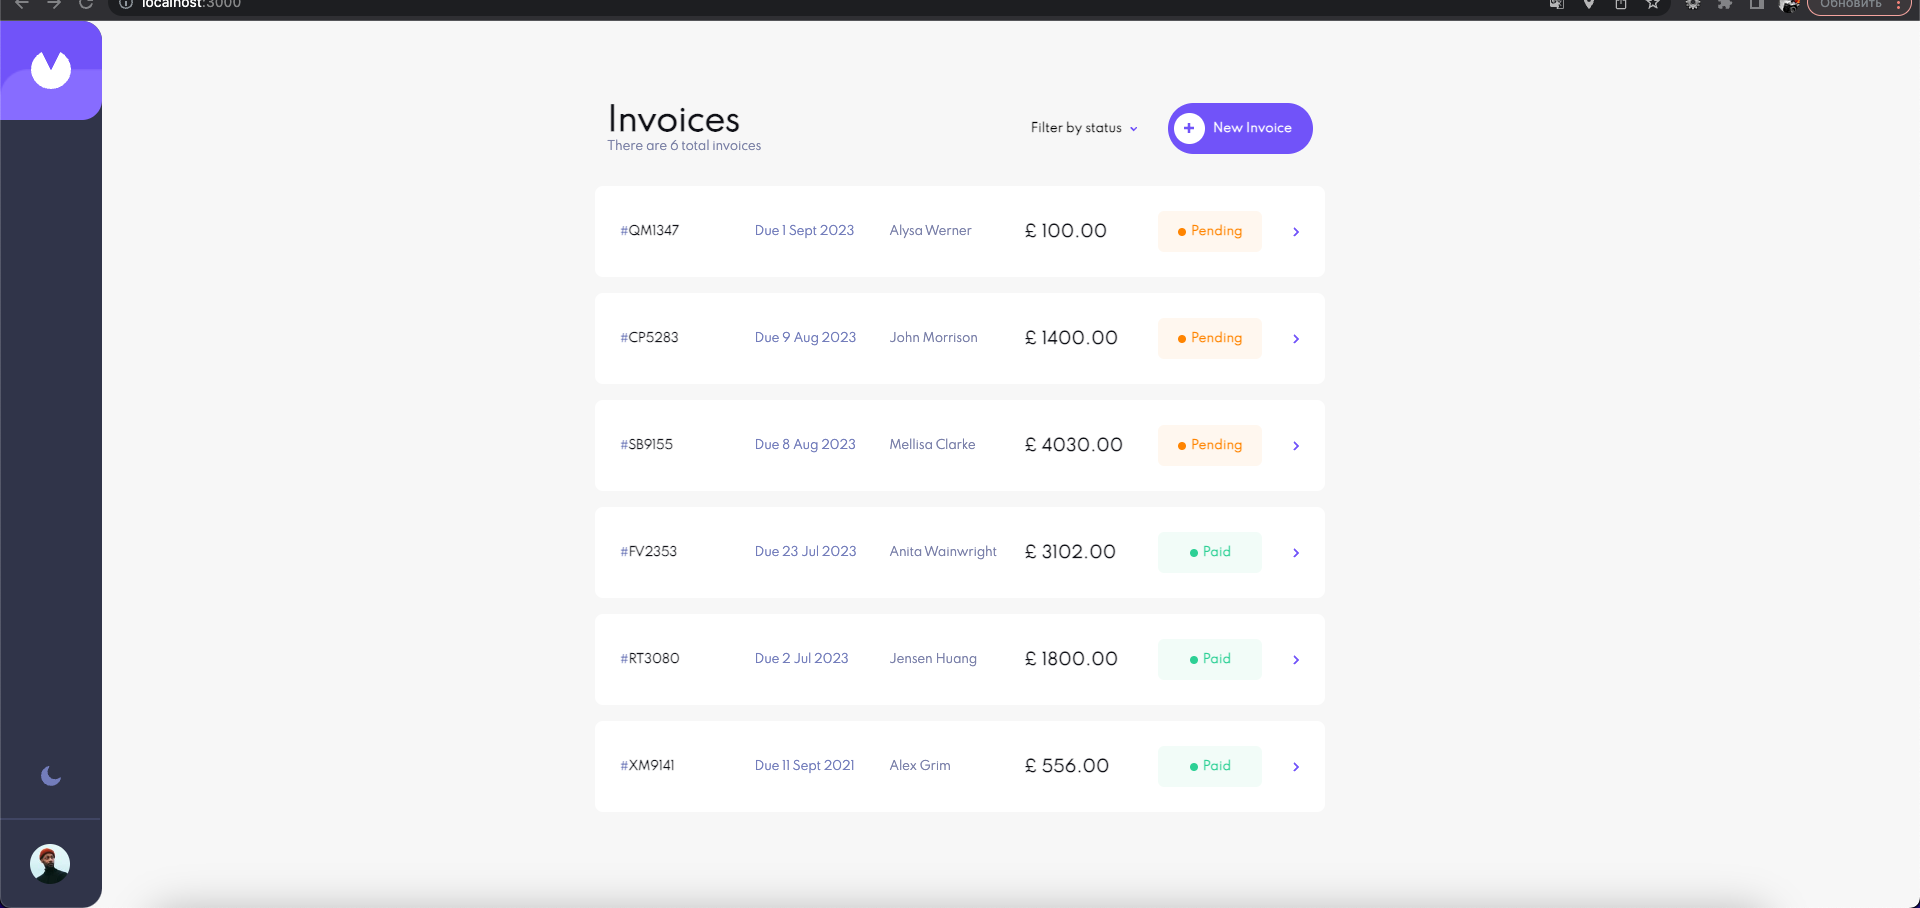 localhost:3000
Обновить
Invoices
There are 6 total invoices
Filter by status
New Invoice
#QM1347 Due 1 Sept 2023 Alysa Werner £ 100.00 Pending
#CP5283 Due 9 Aug 2023 John Morrison £ 1400.00 Pending
#SB9155 Due 8 Aug 2023 Mellisa Clarke £ 4030.00 Pending
#FV2353 Due 23 Jul 2023 Anita Wainwright £ 3102.00 Paid
#RT3080 Due 2 Jul 2023 Jensen Huang £ 1800.00 Paid
#XM9141 Due 11 Sept 2021 Alex Grim £ 556.00 Paid